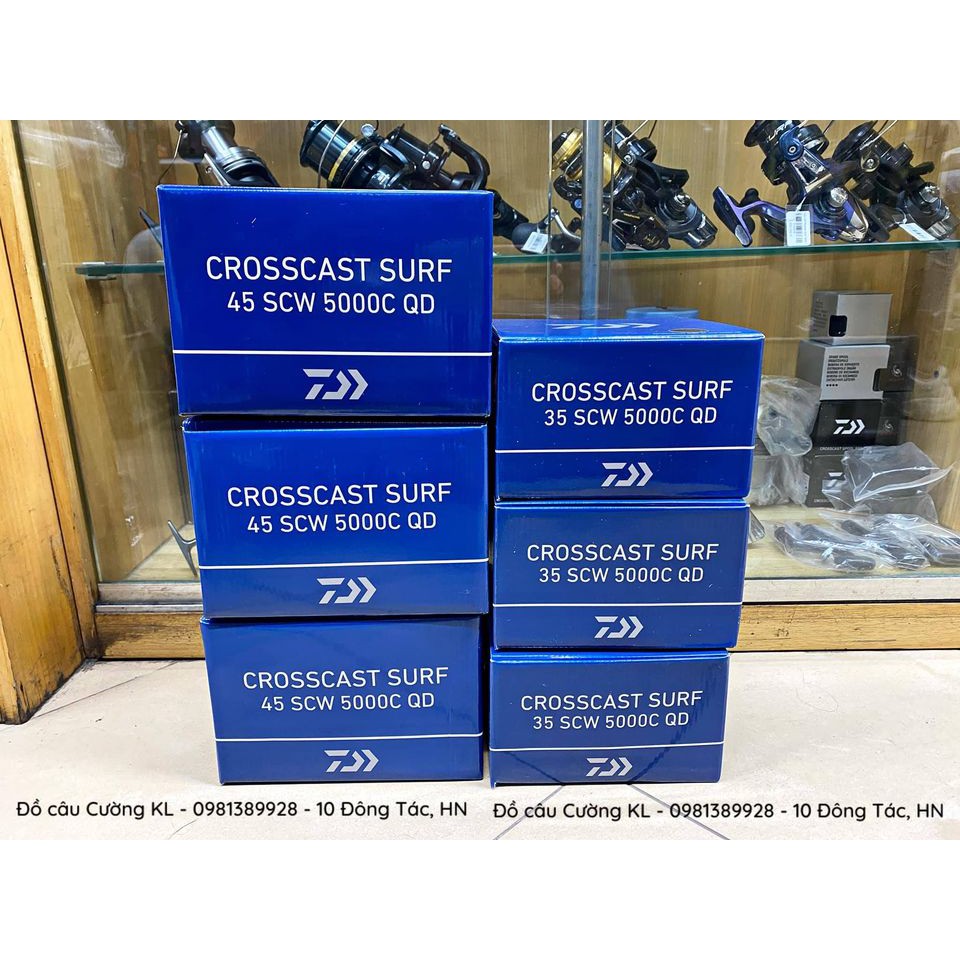 CROSSCAST SURF
45 SCW 5000C QD
CROSSCAST SURF
45 SCW 5000C QD
CROSSCAST SURF
45 SCW 5000C QD
CROSSCAST SURF
35 SCW 5000C QD
CROSSCAST SURF
35 SCW 5000C QD
CROSSCAST SURF
35 SCW 5000C QD
Đồ câu Cường KL - 0981389928 - 10 Đông Tác, HN
Đồ câu Cường KL - 0981389928 - 10 Đông Tác, HN